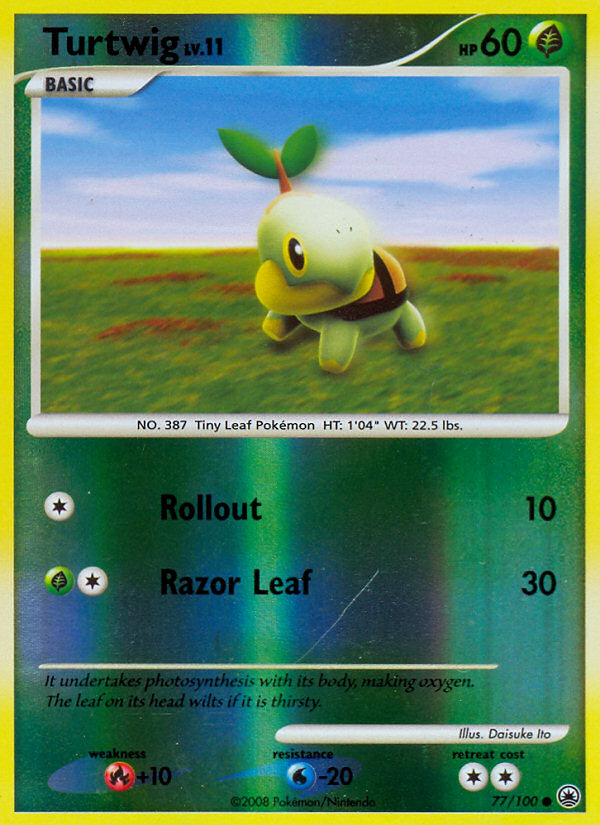 Turtwig LV.11
HP 60
BASIC
NO. 387 Tiny Leaf Pokémon HT: 1'04" WT: 22.5 lbs.
Rollout 10
Razor Leaf 30
It undertakes photosynthesis with its body, making oxygen.
The leaf on its head wilts if it is thirsty.
Illus. Daisuke Ito
weakness resistance retreat cost
+10 -20
©2008 Pokémon/Nintendo 77/100